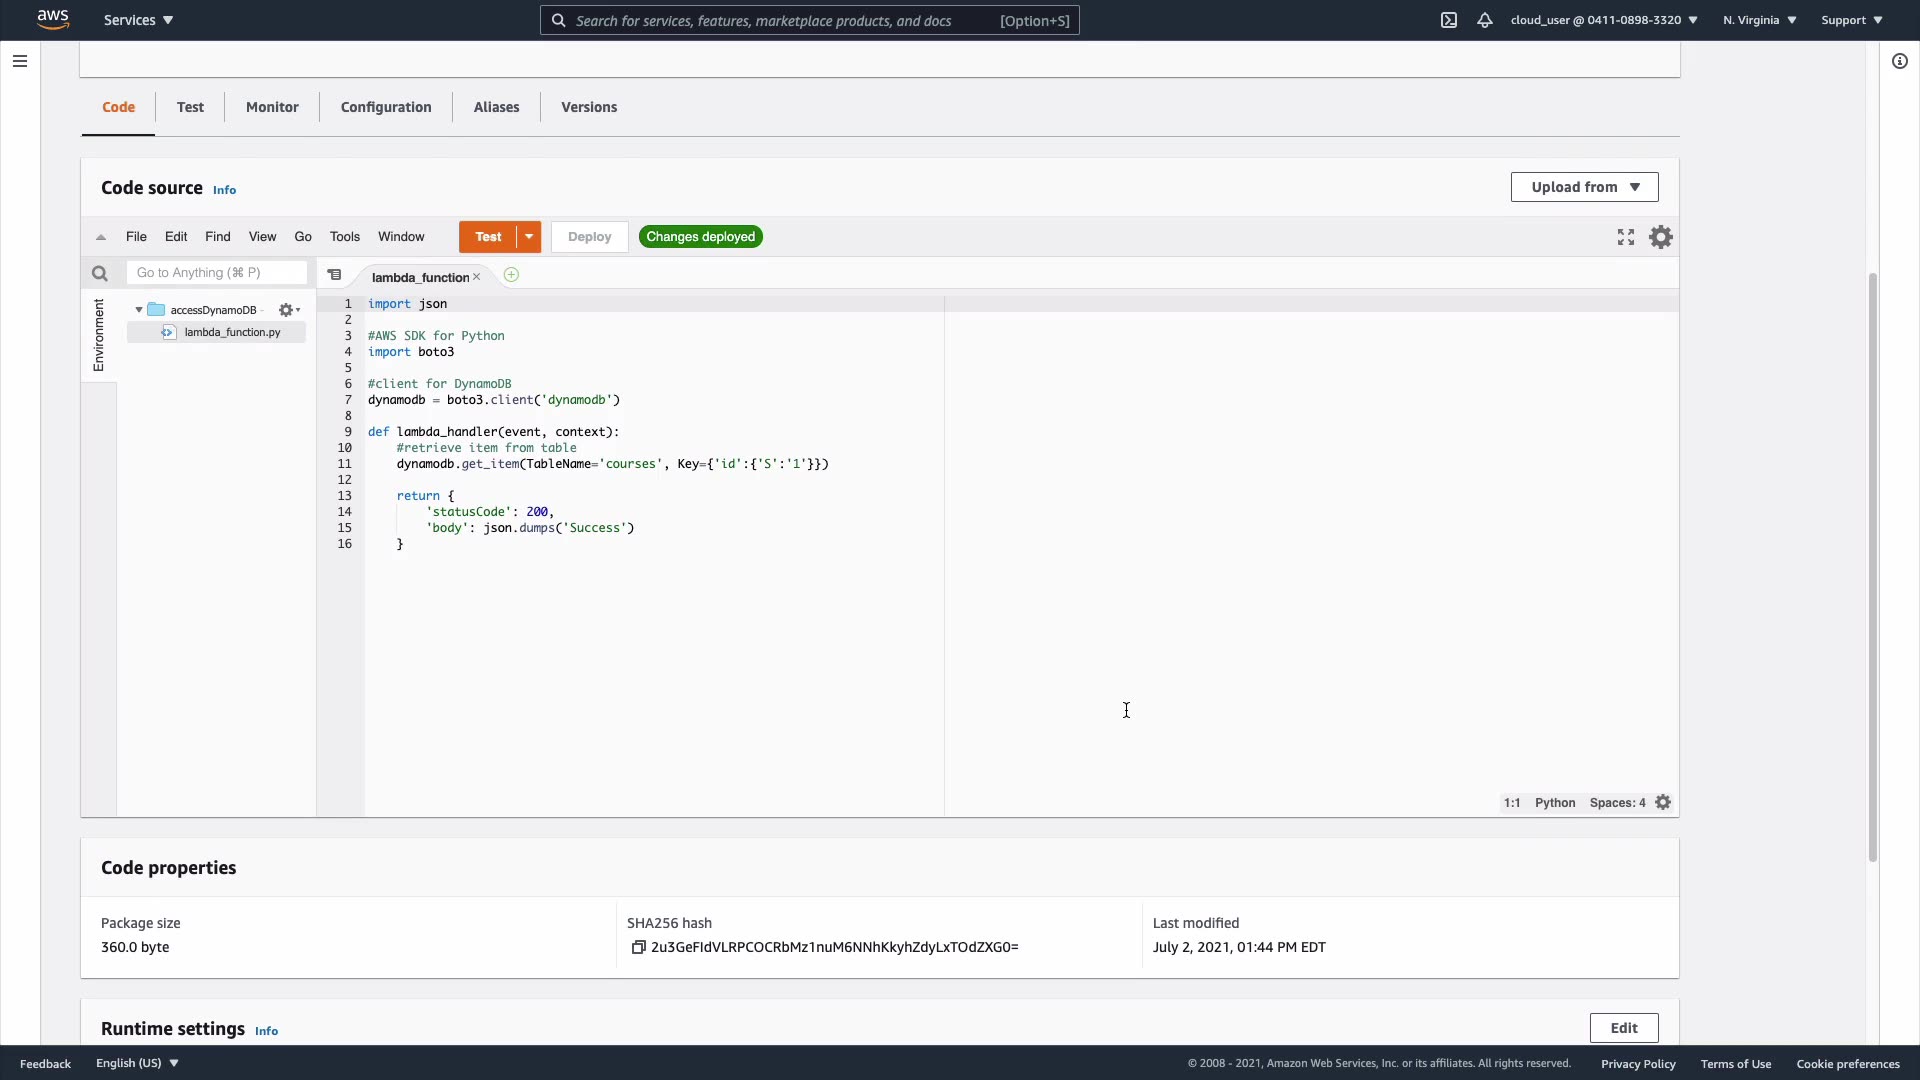 aws Services Search for services, features, marketplace products, and docs [Option+S] cloud_user @ 0411-0898-3320 N. Virginia Support
Code Test Monitor Configuration Aliases Versions
Code source Info Upload from
File Edit Find View Go Tools Window Test Deploy Changes deployed
Go to Anything (⌘ P) lambda_function
Environment
accessDynamoDB
lambda_function.py
1 import json
2
3 #AWS SDK for Python
4 import boto3
5
6 #client for DynamoDB
7 dynamodb = boto3.client('dynamodb')
8
9 def lambda_handler(event, context):
10 #retrieve item from table
11 dynamodb.get_item(TableName='courses', Key={'id':{'S':'1'}})
12
13 return {
14 'statusCode': 200,
15 'body': json.dumps('Success')
16 }
1:1 Python Spaces: 4
Code properties
Package size SHA256 hash Last modified
360.0 byte 2u3GeFIdVLRPCOCRbMz1nuM6NNhKkyhZdyLxTOdZXG0= July 2, 2021, 01:44 PM EDT
Runtime settings Info Edit
Feedback English (US) © 2008 - 2021, Amazon Web Services, Inc. or its affiliates. All rights reserved. Privacy Policy Terms of Use Cookie preferences